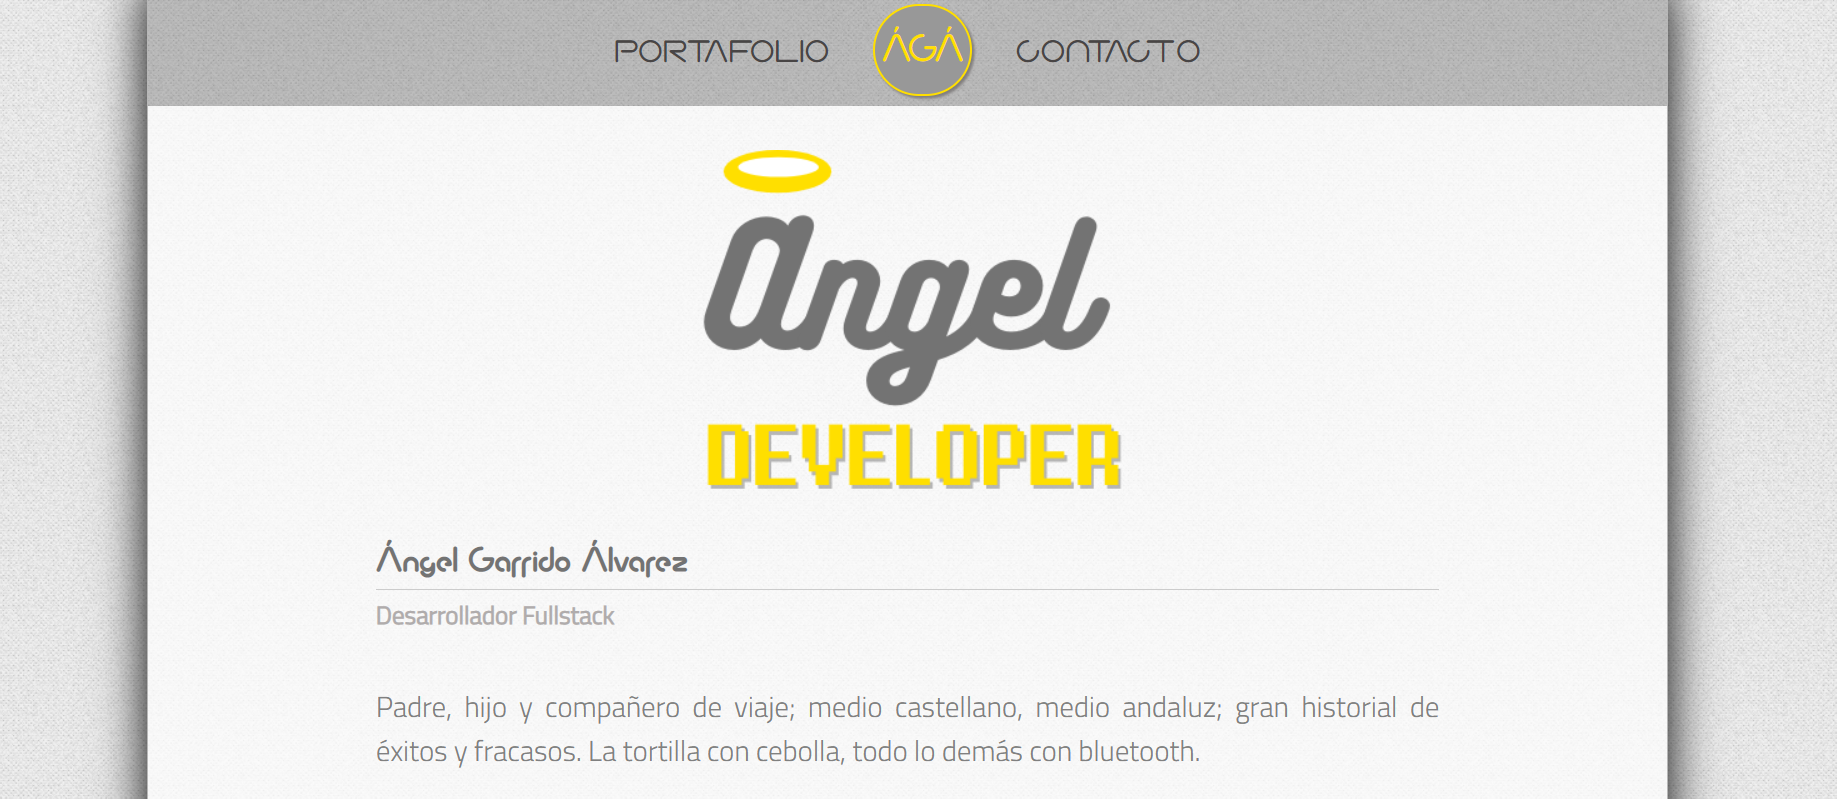 PORTAFOLIO ÁGÁ CONTACTO
Angel
DEVELOPER
Ángel Garrido Álvarez
Desarrollador Fullstack
Padre, hijo y compañero de viaje; medio castellano, medio andaluz; gran historial de
éxitos y fracasos. La tortilla con cebolla, todo lo demás con bluetooth.